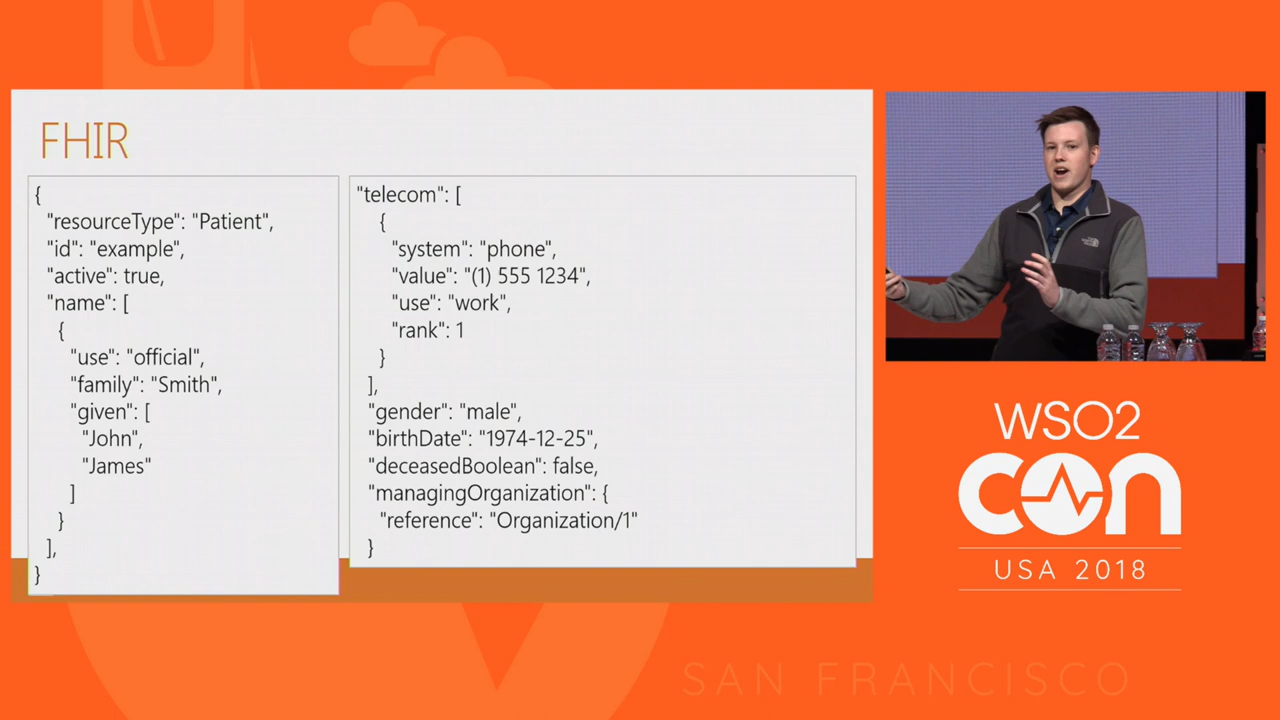 FHIR
{
"resourceType": "Patient",
"id": "example",
"active": true,
"name": [
{
"use": "official",
"family": "Smith",
"given": [
"John",
"James"
]
}
],
}
"telecom": [
{
"system": "phone",
"value": "(1) 555 1234",
"use": "work",
"rank": 1
}
],
"gender": "male",
"birthDate": "1974-12-25",
"deceasedBoolean": false,
"managingOrganization": {
"reference": "Organization/1"
}
WSO2
con
USA 2018
SAN FRANCISCO